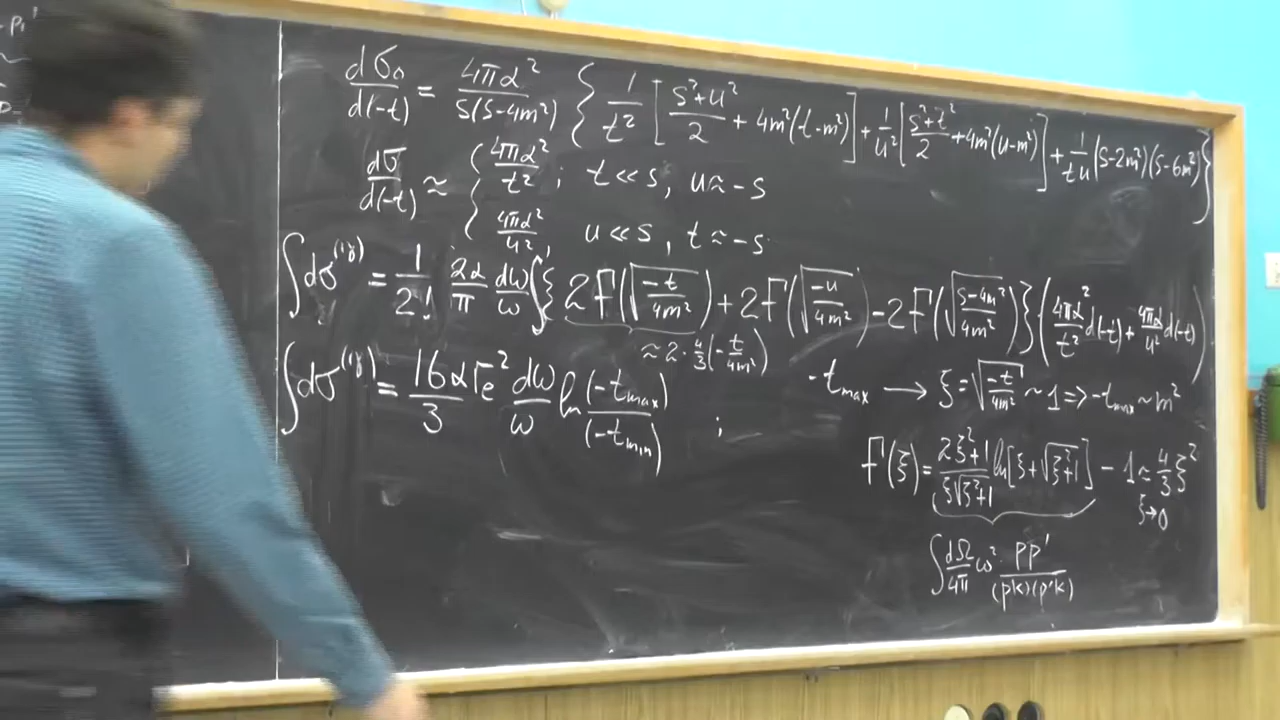 dσ₀/d(-t) = 4πα²/s(s-4m²) { 1/t² [ (s²+u²)/2 + 4m²(t-m²) ] + 1/u² [ (s²+t²)/2 + 4m²(u-m²) ] + 1/tu (s-2m²)(s-6m²) }
dσ/d(-t) ≈ { 4πα²/t² ; t << s, u ≈ -s
4πα²/u² ; u << s, t ≈ -s
∫dσ^(1γ) = 1/2! 2α/π dω/ω ∫{ 2F(√(-t/4m²)) + 2F(√(-u/4m²)) - 2F(√((s-4m²)/4m²)) } ( 4πα²/t² d(-t) + 4πα²/u² d(-t) )
≈ 2 · 4/3 (-t/4m²)
∫dσ^(1γ) = 16αr_e²/3 dω/ω ln (-t_max)/(-t_min) ;
-t_max → ξ = √(-t/4m²) ~ 1 => -t_max ~ m²
F(ξ) = (2ξ²+1)/(ξ√(ξ²+1)) ln[ξ + √(ξ²+1)] - 1 ≈ 4/3 ξ²
ξ→0
∫ dΩ/4π ω² · pp'/(pk)(p'k)